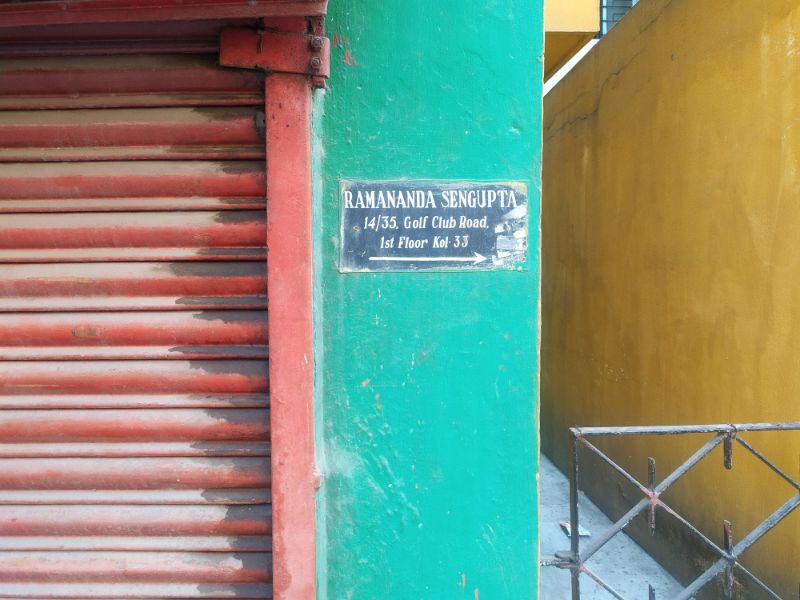 RAMANANDA SENGUPTA
14/35, Golf Club Road,
1st Floor Kol-33